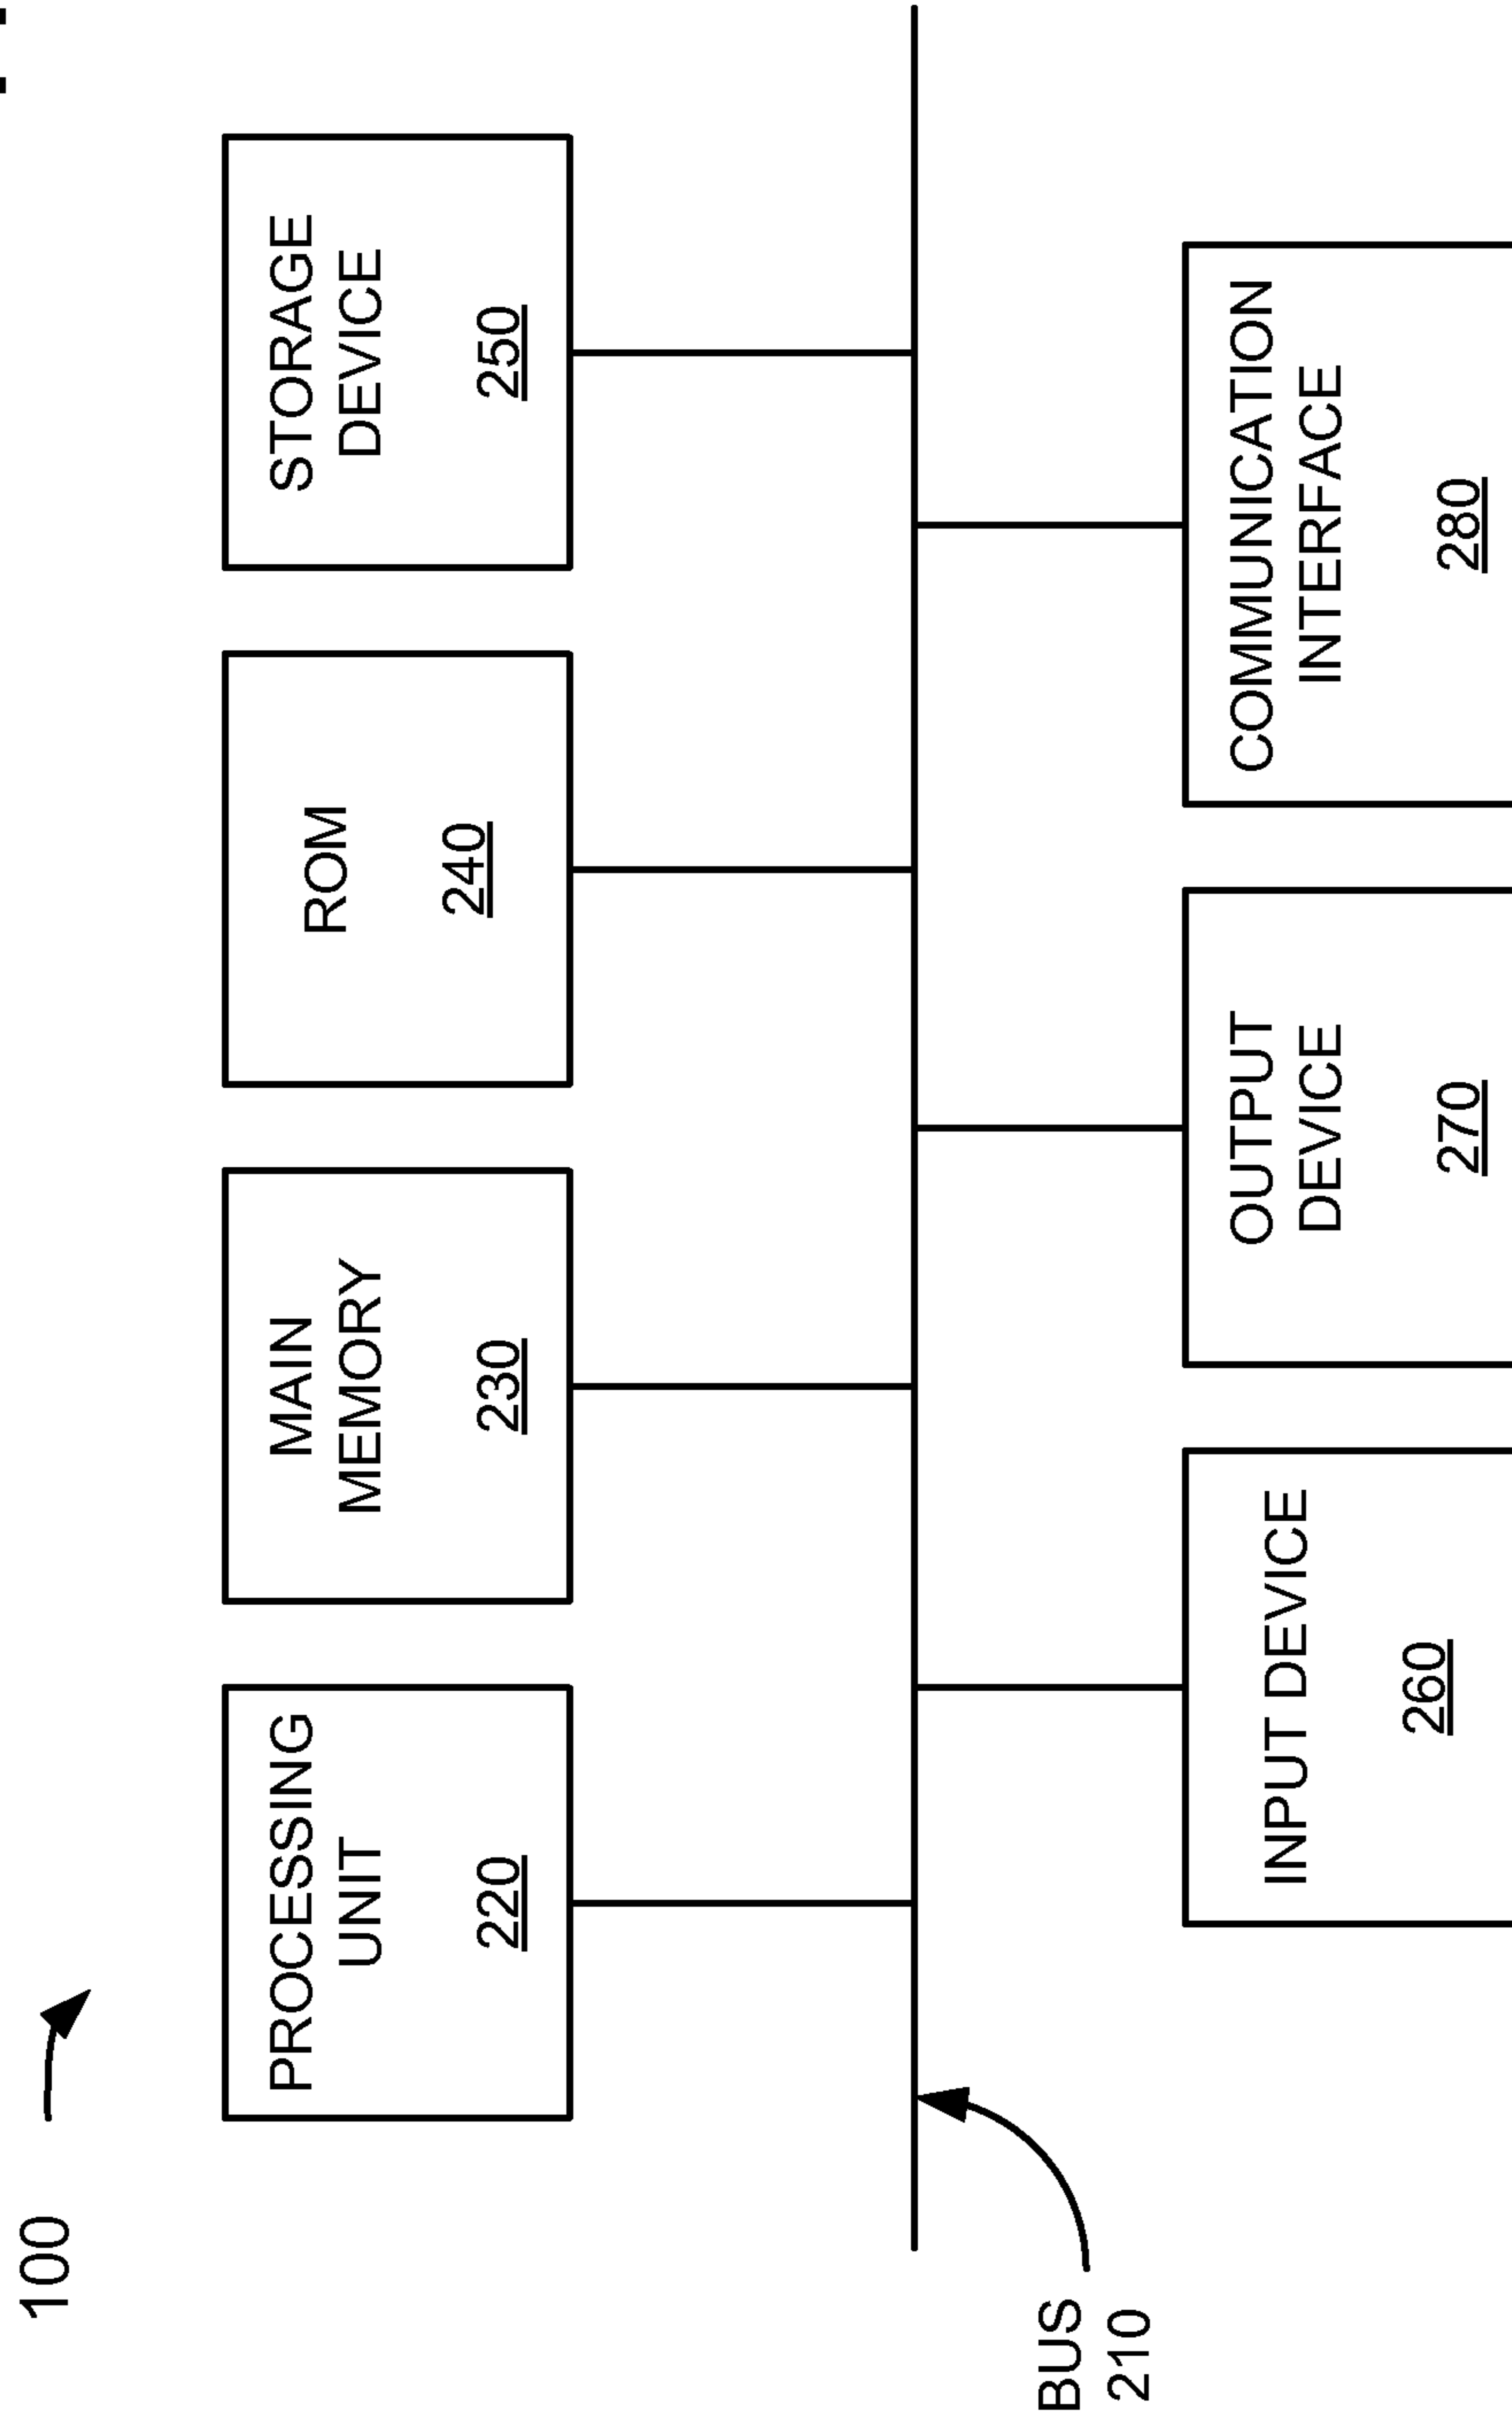 100
PROCESSING
UNIT
220
MAIN
MEMORY
230
ROM
240
STORAGE
DEVICE
250
BUS
210
INPUT DEVICE
260
OUTPUT
DEVICE
270
COMMUNICATION
INTERFACE
280